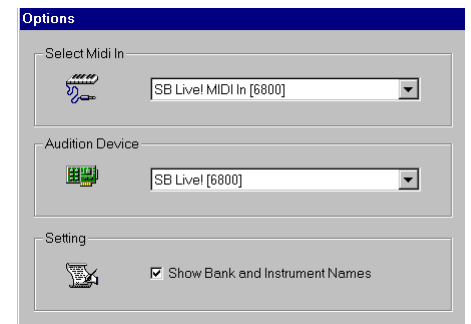 Options
Select Midi In
SB Live! MIDI In [6800]
Audition Device
SB Live! [6800]
Setting
Show Bank and Instrument Names